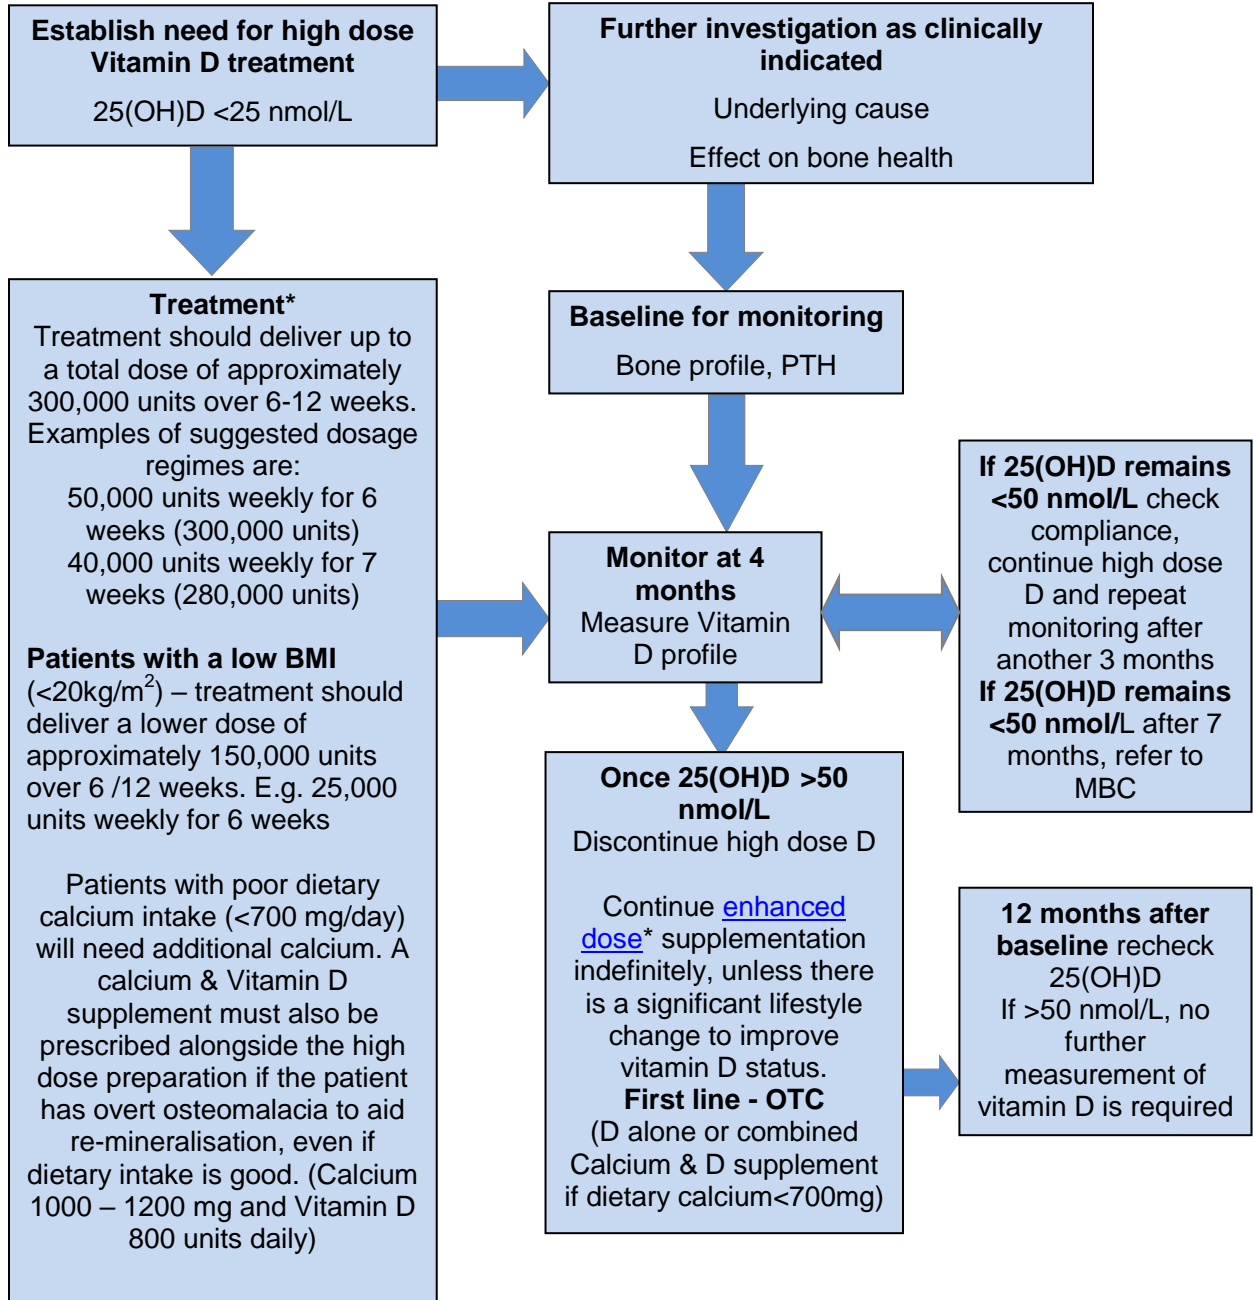 Establish need for high dose
Vitamin D treatment
25(OH)D <25 nmol/L
Further investigation as clinically
indicated
Underlying cause
Effect on bone health
Treatment*
Treatment should deliver up to
a total dose of approximately
300,000 units over 6-12 weeks.
Examples of suggested dosage
regimes are:
50,000 units weekly for 6
weeks (300,000 units)
40,000 units weekly for 7
weeks (280,000 units)
Patients with a low BMI
(<20kg/m²) – treatment should
deliver a lower dose of
approximately 150,000 units
over 6 /12 weeks. E.g. 25,000
units weekly for 6 weeks
Patients with poor dietary
calcium intake (<700 mg/day)
will need additional calcium. A
calcium & Vitamin D
supplement must also be
prescribed alongside the high
dose preparation if the patient
has overt osteomalacia to aid
re-mineralisation, even if
dietary intake is good. (Calcium
1000 – 1200 mg and Vitamin D
800 units daily)
Baseline for monitoring
Bone profile, PTH
Monitor at 4
months
Measure Vitamin
D profile
If 25(OH)D remains
<50 nmol/L check
compliance,
continue high dose
D and repeat
monitoring after
another 3 months
If 25(OH)D remains
<50 nmol/L after 7
months, refer to
MBC
Once 25(OH)D >50
nmol/L
Discontinue high dose D
Continue enhanced
dose* supplementation
indefinitely, unless there
is a significant lifestyle
change to improve
vitamin D status.
First line - OTC
(D alone or combined
Calcium & D supplement
if dietary calcium<700mg)
12 months after
baseline recheck
25(OH)D
If >50 nmol/L, no
further
measurement of
vitamin D is required